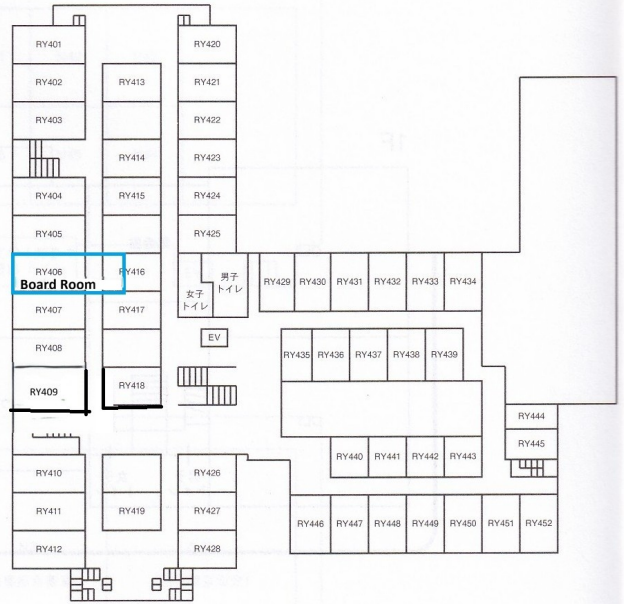 RY401
RY420
RY402
RY413
RY421
RY403
RY422
RY414
RY423
RY404
RY415
RY424
RY405
RY425
RY406
RY416
Board Room
男子
トイレ
女子
トイレ
RY429
RY430
RY431
RY432
RY433
RY434
RY407
RY417
EV
RY408
RY435
RY436
RY437
RY438
RY439
RY409
RY418
RY444
RY445
RY440
RY441
RY442
RY443
RY410
RY426
RY411
RY419
RY427
RY446
RY447
RY448
RY449
RY450
RY451
RY452
RY412
RY428